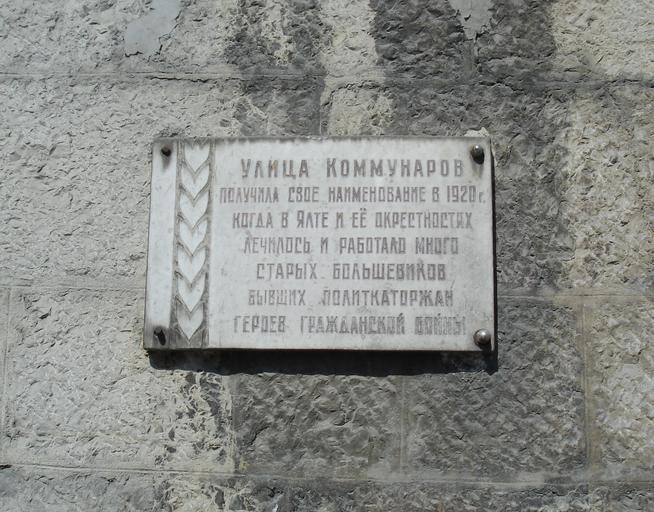 Улица Коммунаров
получила свое наименование в 1920г.
когда в Ялте и её окрестностях
лечилось и работало много
старых большевиков
бывших политкаторжан
героев гражданской войны